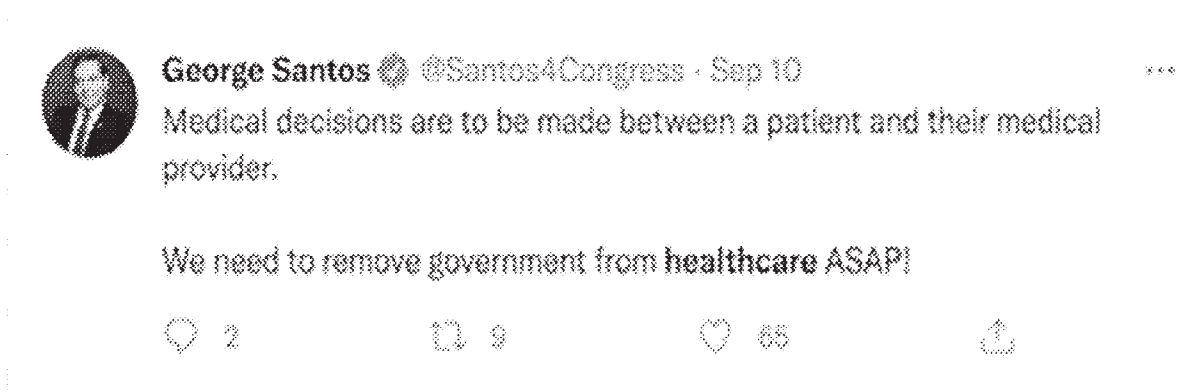 George Santos @Santos4Congress · Sep 10 ...
Medical decisions are to be made between a patient and their medical
provider.
We need to remove government from healthcare ASAP!
2 9 65